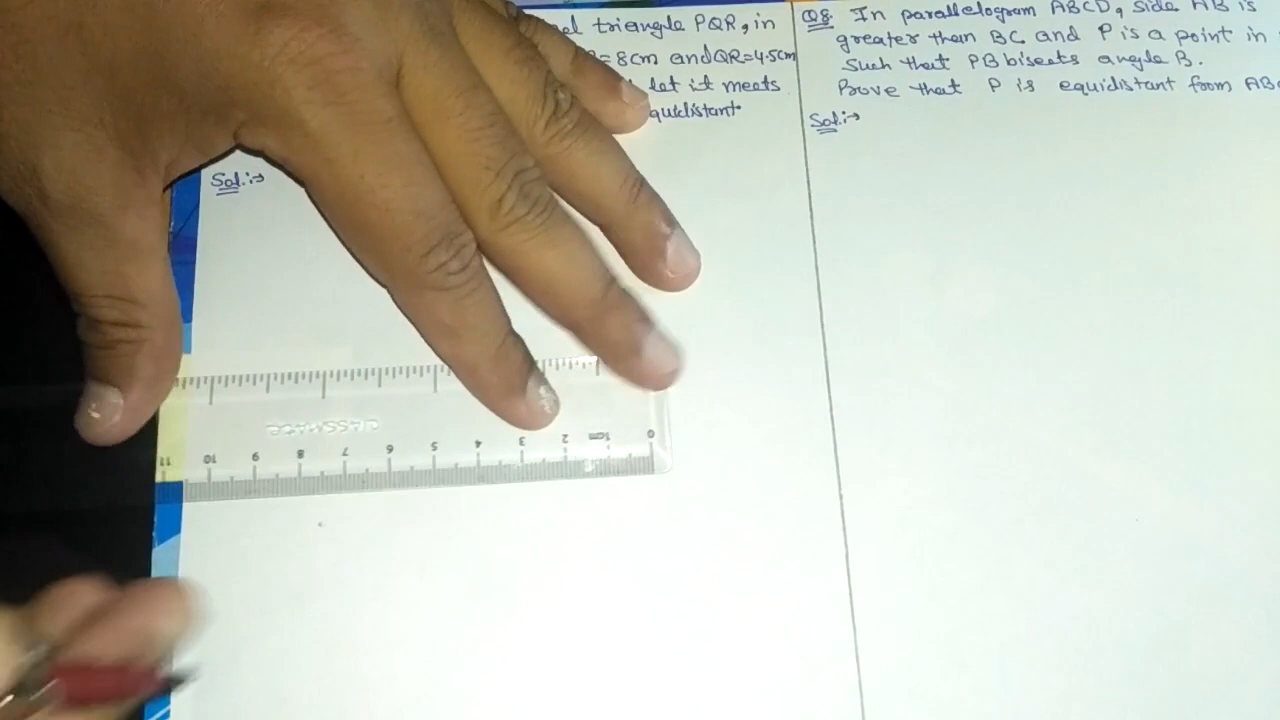 triangle PQR, in
=8cm and QR=4.5cm
let it meets
quidistant
Sol.:→
Q8. In parallelogram ABCD, side AB is
greater than BC and P is a point in
Such that PB bisects angle B.
Prove that P is equidistant from AB
Sol.:→
CLASSMATE
11 10 9 8 7 6 5 4 3 2 1cm 0